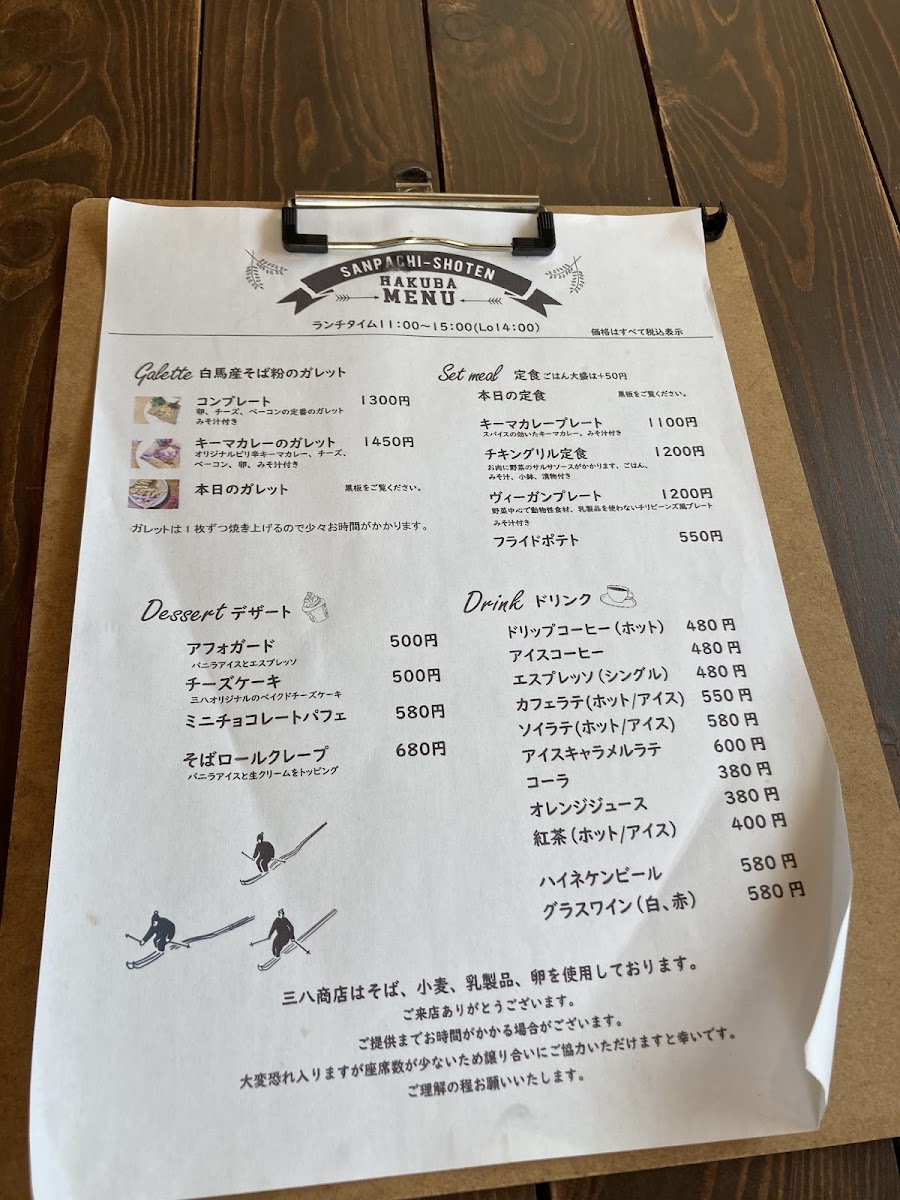 SANPACHI-SHOTEN
HAKUBA
MENU
ランチタイム11:00～15:00(Lo14:00)
価格はすべて税込表示
Galette 白馬産そば粉のガレット
コンプレート 1300円
卵、チーズ、ベーコンの定番のガレット
みそ汁付き
キーマカレーのガレット 1450円
オリジナルピリ辛キーマカレー、チーズ、
ベーコン、卵、みそ汁付き
本日のガレット 黒板をご覧ください。
ガレットは1枚ずつ焼き上げるので少々お時間がかかります。
Set meal 定食 ごはん大盛は+50円
本日の定食 黒板をご覧ください。
キーマカレープレート 1100円
スパイスの効いたキーマカレー。みそ汁付き
チキングリル定食 1200円
お肉に野菜のサルサソースがかかります、ごはん、
みそ汁、小鉢、漬物付き
ヴィーガンプレート 1200円
野菜中心で動物性食材、乳製品を使わないチリビーンズ風プレート
みそ汁付き
フライドポテト 550円
Dessert デザート
アフォガード 500円
バニラアイスとエスプレッソ
チーズケーキ 500円
三八オリジナルのベイクドチーズケーキ
ミニチョコレートパフェ 580円
そばロールクレープ 680円
バニラアイスと生クリームをトッピング
Drink ドリンク
ドリップコーヒー(ホット) 480円
アイスコーヒー 480円
エスプレッソ(シングル) 480円
カフェラテ(ホット/アイス) 550円
ソイラテ(ホット/アイス) 580円
アイスキャラメルラテ 600円
コーラ 380円
オレンジジュース 380円
紅茶(ホット/アイス) 400円
ハイネケンビール 580円
グラスワイン(白、赤) 580円
三八商店はそば、小麦、乳製品、卵を使用しております。
ご来店ありがとうございます。
ご提供までお時間がかかる場合がございます。
大変恐れ入りますが座席数が少ないため譲り合いにご協力いただけますと幸いです。
ご理解の程お願いいたします。